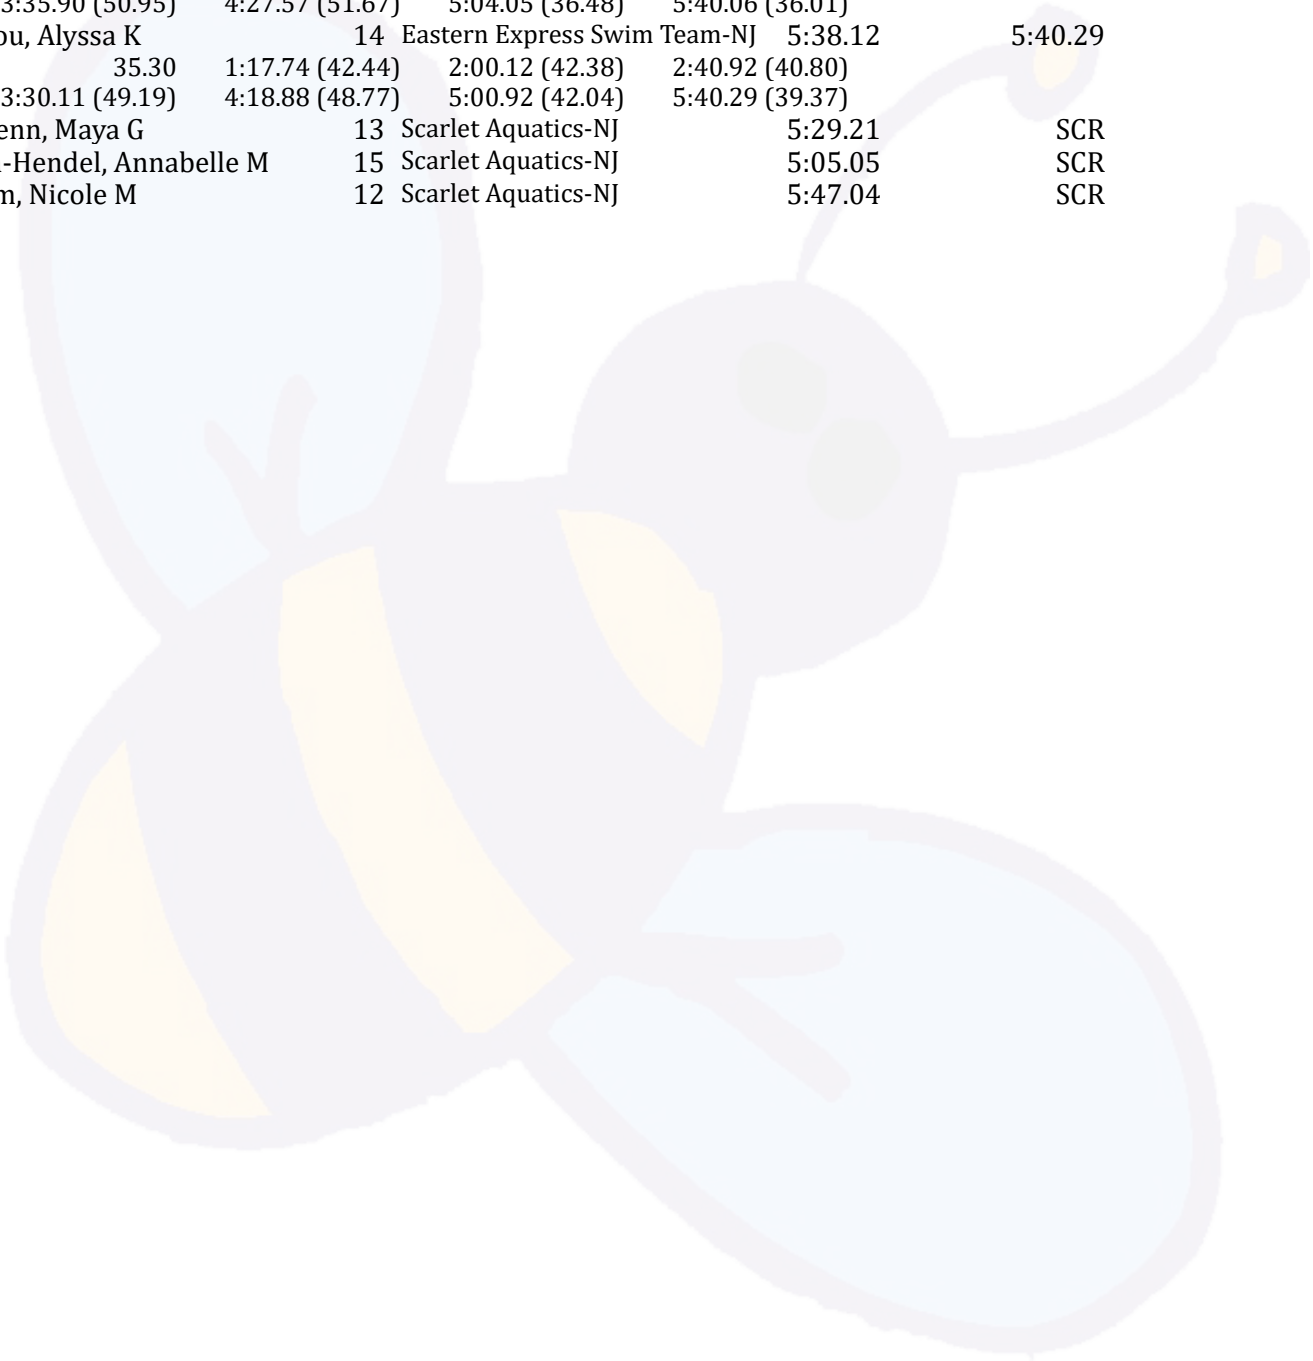 3:35.90 (50.95) 4:27.57 (51.67) 5:04.05 (36.48) 5:40.06 (36.01)
ou, Alyssa K 14 Eastern Express Swim Team-NJ 5:38.12 5:40.29
35.30 1:17.74 (42.44) 2:00.12 (42.38) 2:40.92 (40.80)
3:30.11 (49.19) 4:18.88 (48.77) 5:00.92 (42.04) 5:40.29 (39.37)
enn, Maya G 13 Scarlet Aquatics-NJ 5:29.21 SCR
-Hendel, Annabelle M 15 Scarlet Aquatics-NJ 5:05.05 SCR
m, Nicole M 12 Scarlet Aquatics-NJ 5:47.04 SCR